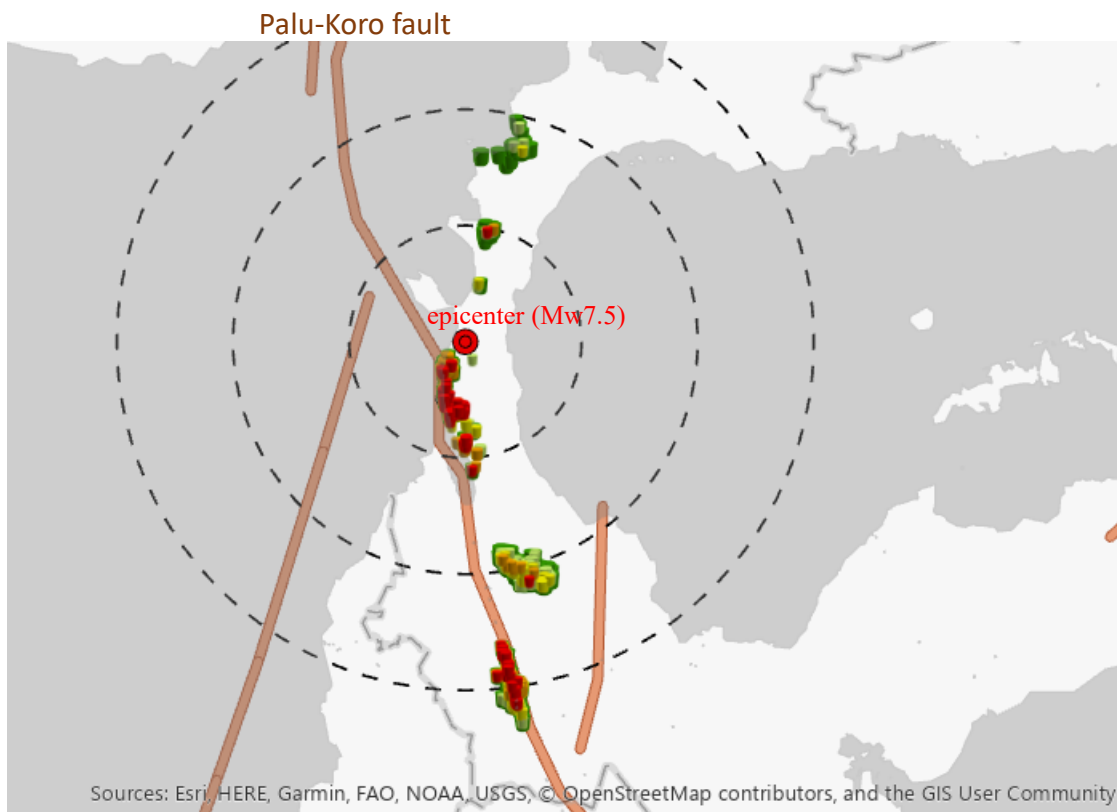 Palu-Koro fault
epicenter (Mw7.5)
Sources: Esri, HERE, Garmin, FAO, NOAA, USGS, © OpenStreetMap contributors, and the GIS User Community